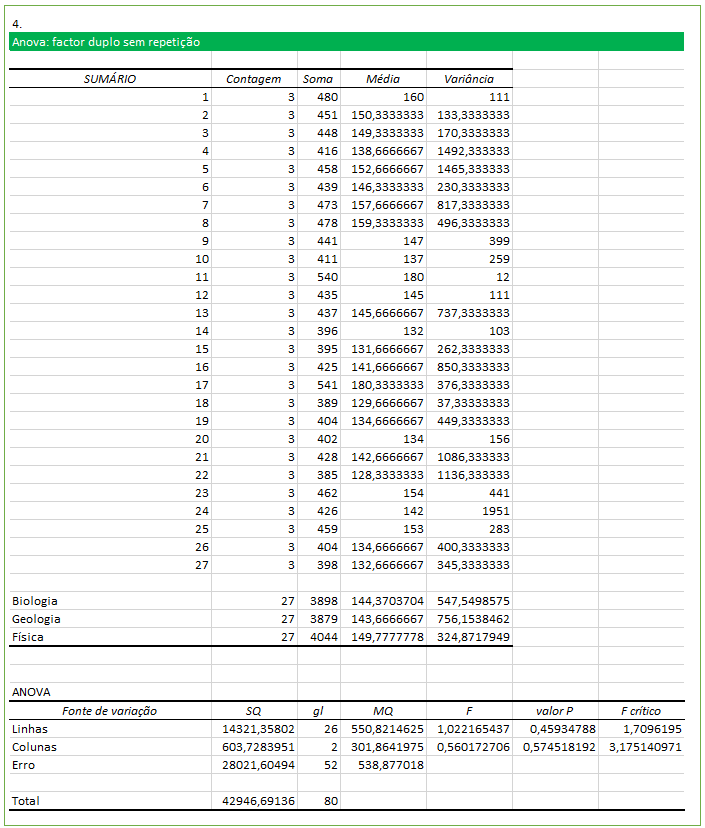 4.
Anova: factor duplo sem repetição
SUMÁRIO Contagem Soma Média Variância
1 3 480 160 111
2 3 451 150,3333333 133,3333333
3 3 448 149,3333333 170,3333333
4 3 416 138,6666667 1492,333333
5 3 458 152,6666667 1465,333333
6 3 439 146,3333333 230,3333333
7 3 473 157,6666667 817,3333333
8 3 478 159,3333333 496,3333333
9 3 441 147 399
10 3 411 137 259
11 3 540 180 12
12 3 435 145 111
13 3 437 145,6666667 737,3333333
14 3 396 132 103
15 3 395 131,6666667 262,3333333
16 3 425 141,6666667 850,3333333
17 3 541 180,3333333 376,3333333
18 3 389 129,6666667 37,33333333
19 3 404 134,6666667 449,3333333
20 3 402 134 156
21 3 428 142,6666667 1086,333333
22 3 385 128,3333333 1136,333333
23 3 462 154 441
24 3 426 142 1951
25 3 459 153 283
26 3 404 134,6666667 400,3333333
27 3 398 132,6666667 345,3333333
Biologia 27 3898 144,3703704 547,5498575
Geologia 27 3879 143,6666667 756,1538462
Física 27 4044 149,7777778 324,8717949
ANOVA
Fonte de variação SQ gl MQ F valor P F crítico
Linhas 14321,35802 26 550,8214625 1,022165437 0,45934788 1,7096195
Colunas 603,7283951 2 301,8641975 0,560172706 0,574518192 3,175140971
Erro 28021,60494 52 538,877018
Total 42946,69136 80